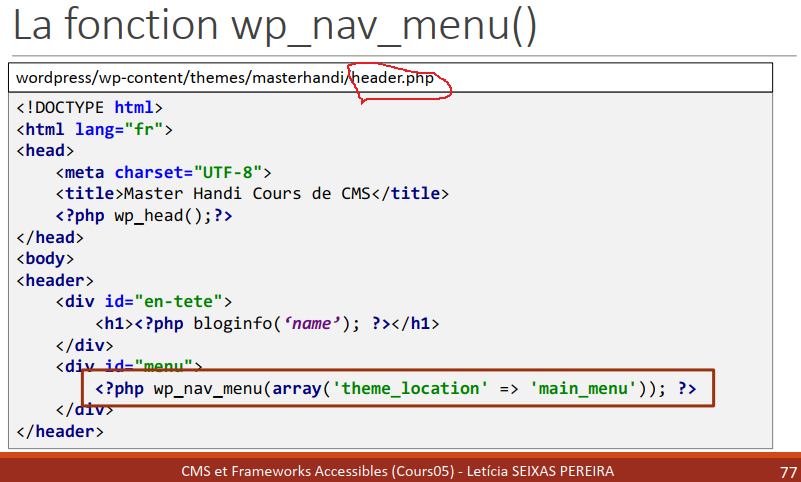 La fonction wp_nav_menu()
wordpress/wp-content/themes/masterhandi/header.php
<!DOCTYPE html>
<html lang="fr">
<head>
    <meta charset="UTF-8">
    <title>Master Handi Cours de CMS</title>
    <?php wp_head();?>
</head>
<body>
<header>
    <div id="en-tete">
        <h1><?php bloginfo(‘name’); ?></h1>
    </div>
    <div id="menu">
        <?php wp_nav_menu(array('theme_location' => 'main_menu')); ?>
    </div>
</header>
CMS et Frameworks Accessibles (Cours05) - Letícia SEIXAS PEREIRA
77